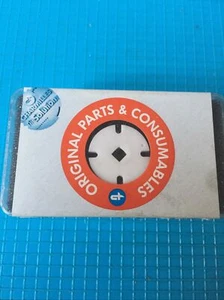 ORIGINAL PARTS & CONSUMABLES